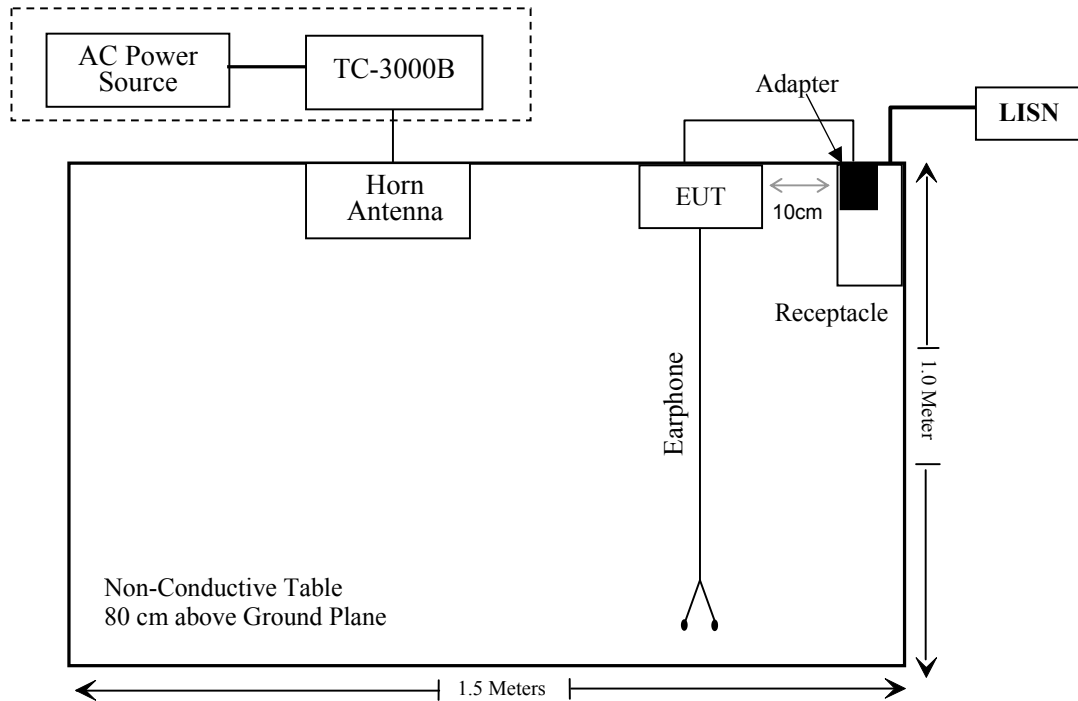 AC Power
Source
TC-3000B
Adapter
LISN
Horn
Antenna
EUT
10cm
Receptacle
Earphone
1.0 Meter
Non-Conductive Table
80 cm above Ground Plane
1.5 Meters